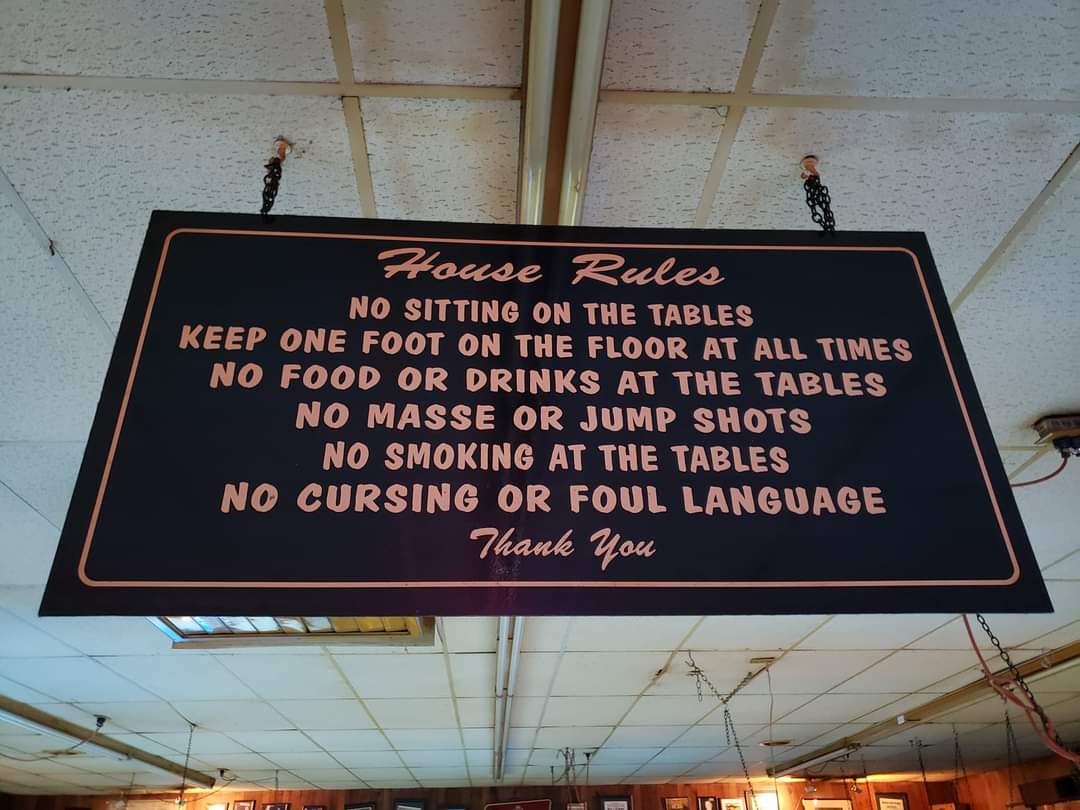 House Rules
NO SITTING ON THE TABLES
KEEP ONE FOOT ON THE FLOOR AT ALL TIMES
NO FOOD OR DRINKS AT THE TABLES
NO MASSE OR JUMP SHOTS
NO SMOKING AT THE TABLES
NO CURSING OR FOUL LANGUAGE
Thank You